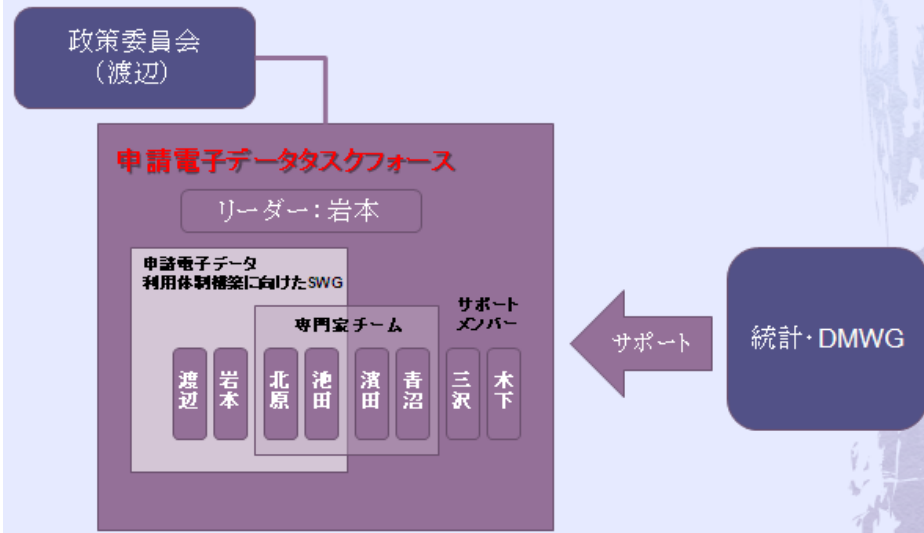 政策委員会
（渡辺）
申請電子データタスクフォース
リーダー：岩本
申請電子データ
利用体制構築に向けたSWG
専門家チーム
サポート
メンバー
渡辺
岩本
北原
池田
濱田
青沼
三沢
木下
サポート
統計・DMWG